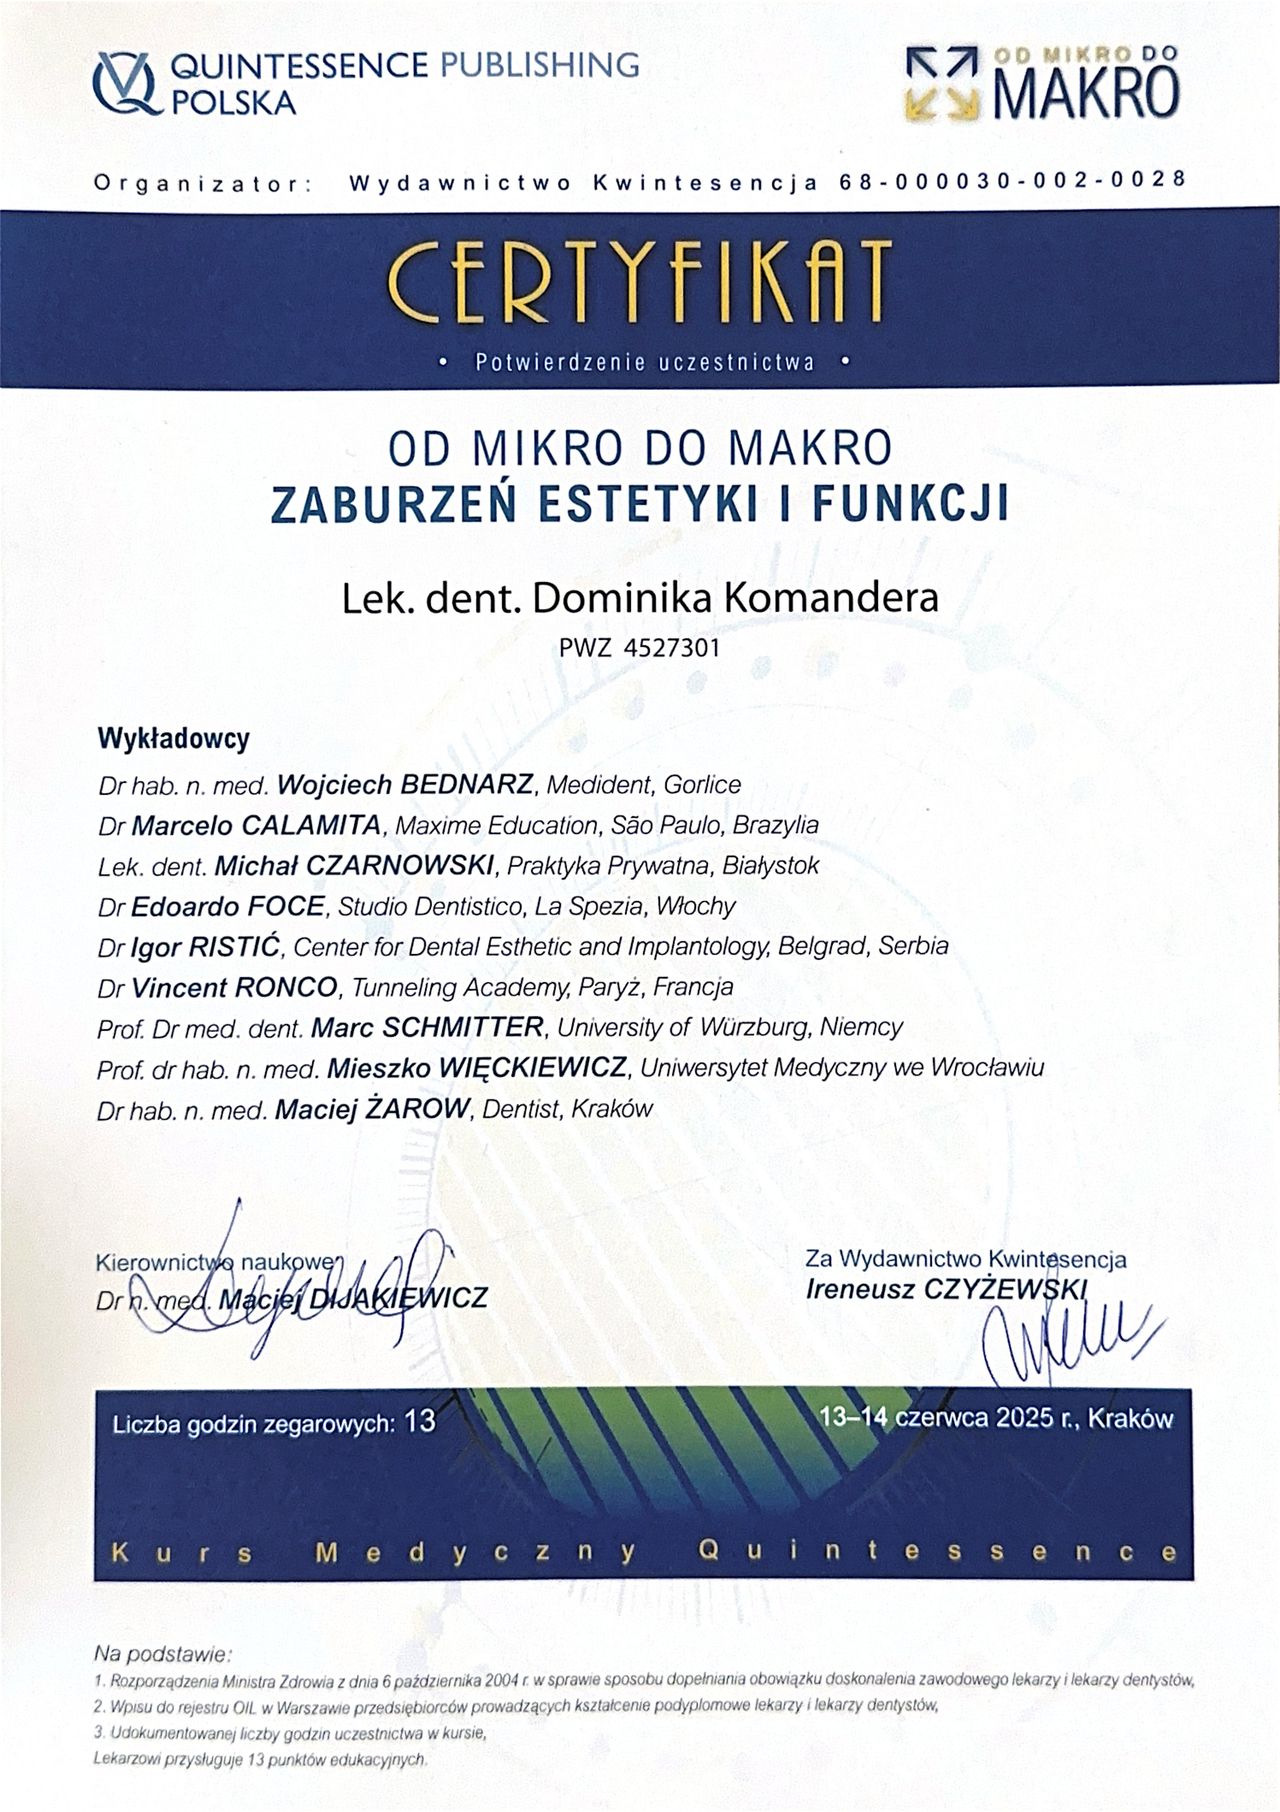 QUINTESSENCE PUBLISHING
POLSKA
OD MIKRO DO
MAKRO
Organizator: Wydawnictwo Kwintesencja 68-000030-002-0028
CERTYFIKAT
• Potwierdzenie uczestnictwa •
OD MIKRO DO MAKRO
ZABURZEŃ ESTETYKI I FUNKCJI
Lek. dent. Dominika Komandera
PWZ 4527301
Wykładowcy
Dr hab. n. med. Wojciech BEDNARZ, Medident, Gorlice
Dr Marcelo CALAMITA, Maxime Education, São Paulo, Brazylia
Lek. dent. Michał CZARNOWSKI, Praktyka Prywatna, Białystok
Dr Edoardo FOCE, Studio Dentistico, La Spezia, Włochy
Dr Igor RISTIĆ, Center for Dental Esthetic and Implantology, Belgrad, Serbia
Dr Vincent RONCO, Tunneling Academy, Paryż, Francja
Prof. Dr med. dent. Marc SCHMITTER, University of Würzburg, Niemcy
Prof. dr hab. n. med. Mieszko WIĘCKIEWICZ, Uniwersytet Medyczny we Wrocławiu
Dr hab. n. med. Maciej ŻAROW, Dentist, Kraków
Kierownictwo naukowe:
Dr n. med. Maciej DIJAKIEWICZ
Za Wydawnictwo Kwintesencja
Ireneusz CZYŻEWSKI
Liczba godzin zegarowych: 13
13–14 czerwca 2025 r., Kraków
Kurs Medyczny Quintessence
Na podstawie:
1. Rozporządzenia Ministra Zdrowia z dnia 6 października 2004 r. w sprawie sposobu dopełniania obowiązku doskonalenia zawodowego lekarzy i lekarzy dentystów,
2. Wpisu do rejestru OIL w Warszawie przedsiębiorców prowadzących kształcenie podyplomowe lekarzy i lekarzy dentystów,
3. Udokumentowanej liczby godzin uczestnictwa w kursie,
Lekarzowi przysługuje 13 punktów edukacyjnych.